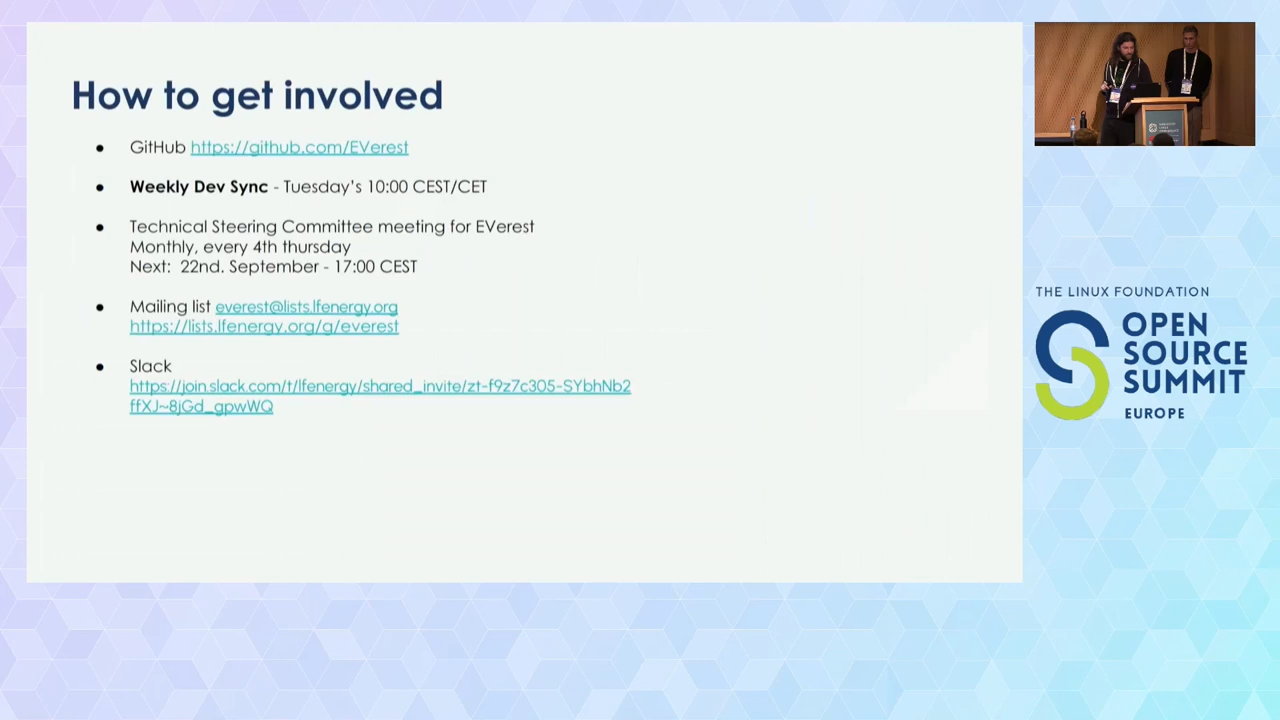 How to get involved
● GitHub https://github.com/EVerest
● Weekly Dev Sync - Tuesday's 10:00 CEST/CET
● Technical Steering Committee meeting for EVerest
Monthly, every 4th thursday
Next: 22nd. September - 17:00 CEST
● Mailing list everest@lists.lfenergy.org
https://lists.lfenergy.org/g/everest
● Slack
https://join.slack.com/t/lfenergy/shared_invite/zt-f9z7c305-SYbhNb2
ffXJ~8jGd_gpwWQ
THE LINUX FOUNDATION
OPEN
SOURCE
SUMMIT
EUROPE